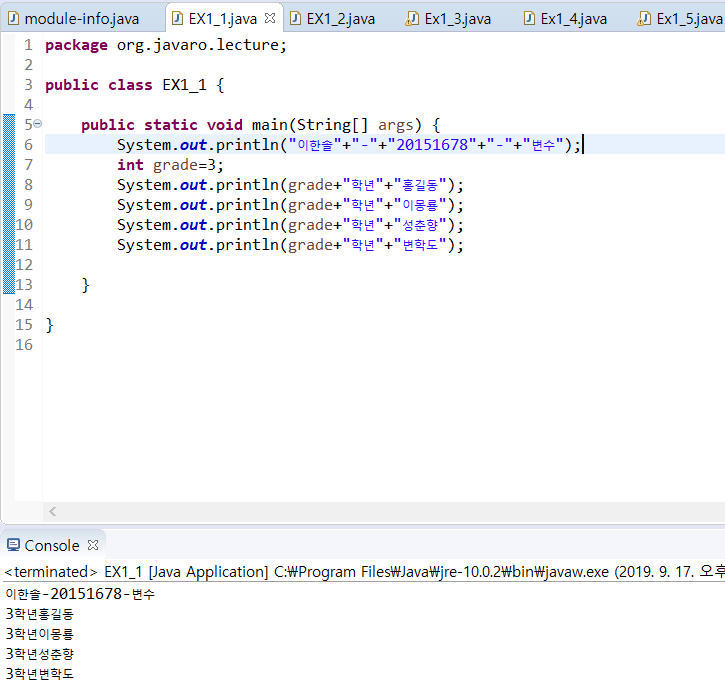 module-info.java EX1_1.java EX1_2.java Ex1_3.java Ex1_4.java Ex1_5.java
1 package org.javaro.lecture;
2
3 public class EX1_1 {
4
5 public static void main(String[] args) {
6 System.out.println("이한솔"+"-"+"20151678"+"-"+"변수");
7 int grade=3;
8 System.out.println(grade+"학년"+"홍길동");
9 System.out.println(grade+"학년"+"이몽룡");
10 System.out.println(grade+"학년"+"성춘향");
11 System.out.println(grade+"학년"+"변학도");
12
13 }
14
15 }
16
Console
<terminated> EX1_1 [Java Application] C:₩Program Files₩Java₩jre-10.0.2₩bin₩javaw.exe (2019. 9. 17. 오후
이한솔-20151678-변수
3학년홍길동
3학년이몽룡
3학년성춘향
3학년변학도